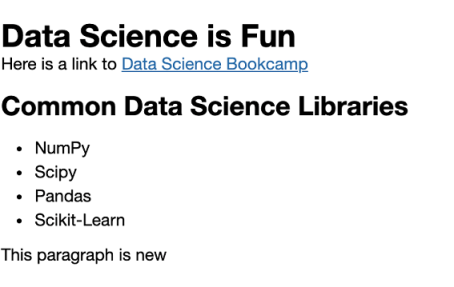 Data Science is Fun
Here is a link to Data Science Bookcamp
Common Data Science Libraries
• NumPy
• Scipy
• Pandas
• Scikit-Learn
This paragraph is new